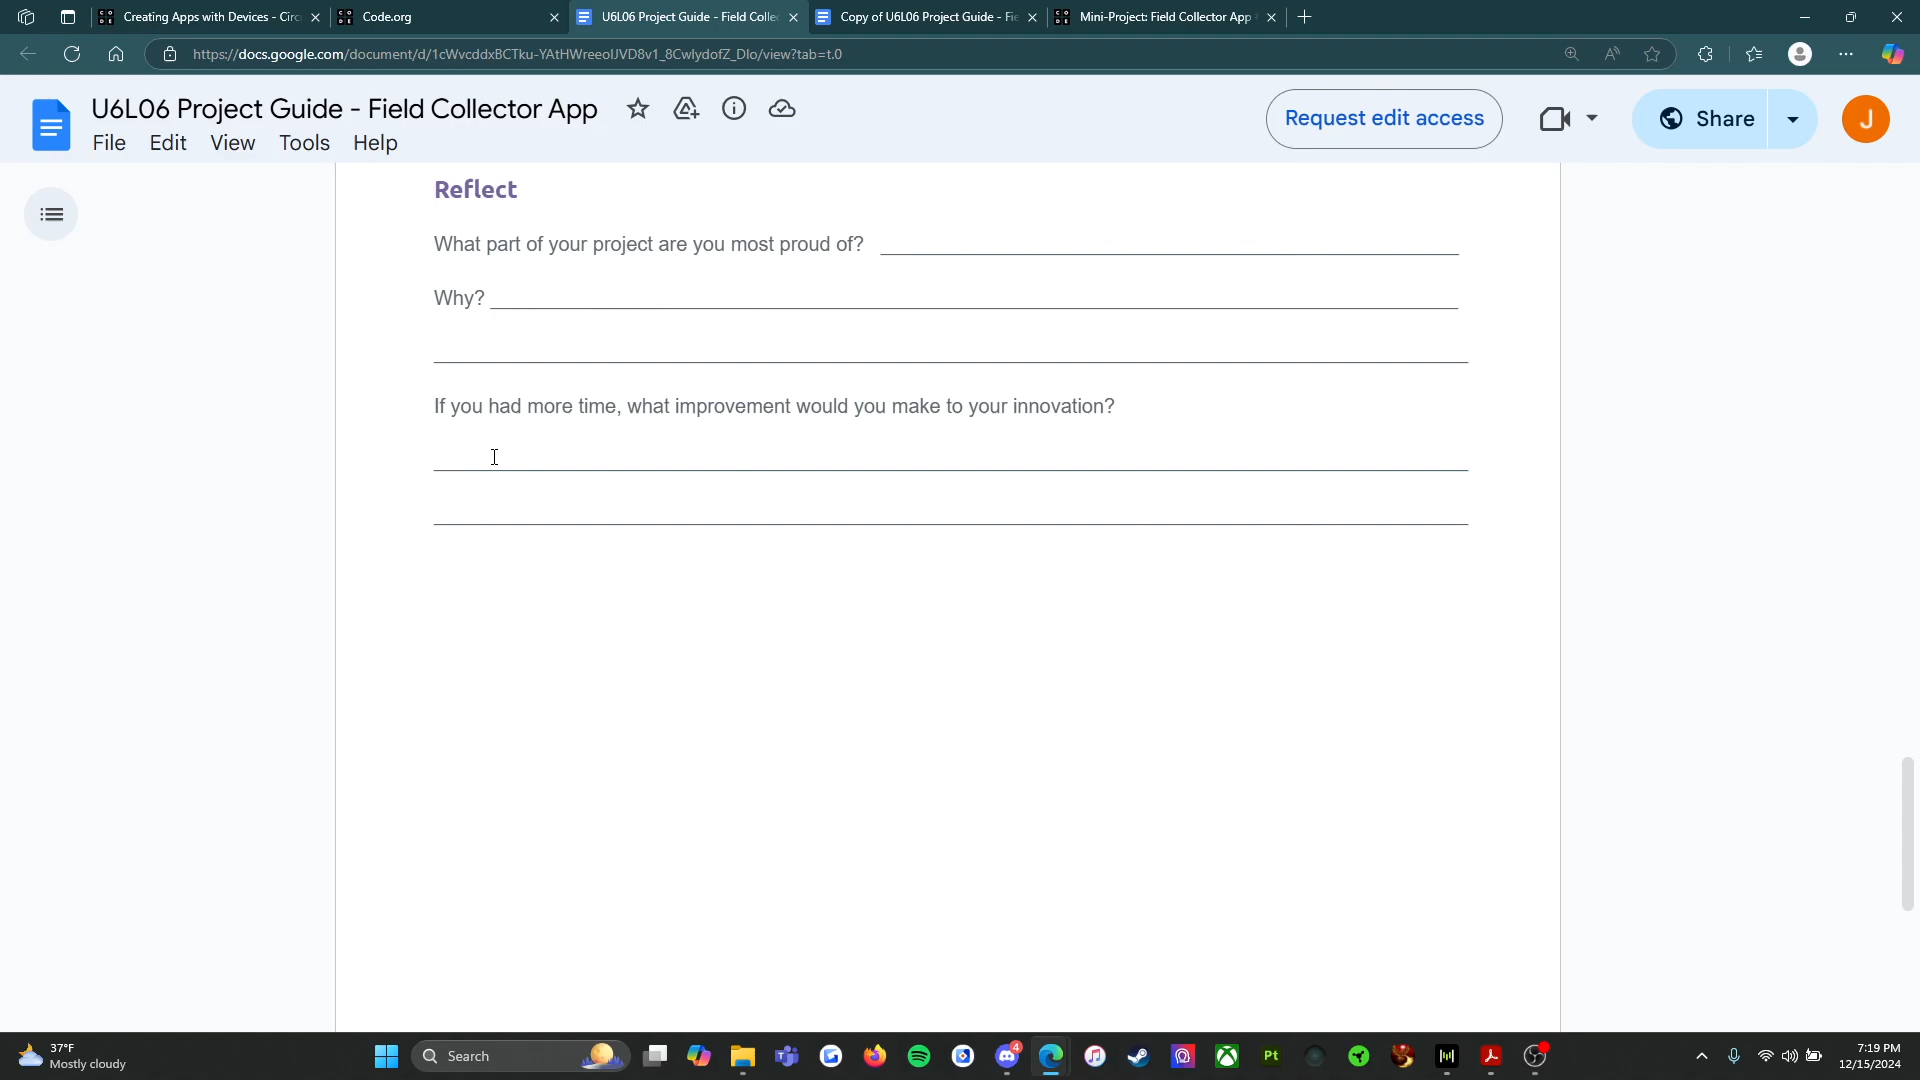 Creating Apps with Devices - Circ
Code.org
U6L06 Project Guide - Field Collec
Copy of U6L06 Project Guide - Fie
Mini-Project: Field Collector App
https://docs.google.com/document/d/1cWvcddxBCTku-YAtHWreeolJVD8v1_8CwlydofZ_Dlo/view?tab=t.0
U6L06 Project Guide - Field Collector App
File Edit View Tools Help
Request edit access
Share
J
Reflect
What part of your project are you most proud of?
Why?
If you had more time, what improvement would you make to your innovation?
37°F
Mostly cloudy
Search
4
Pt
7:19 PM
12/15/2024